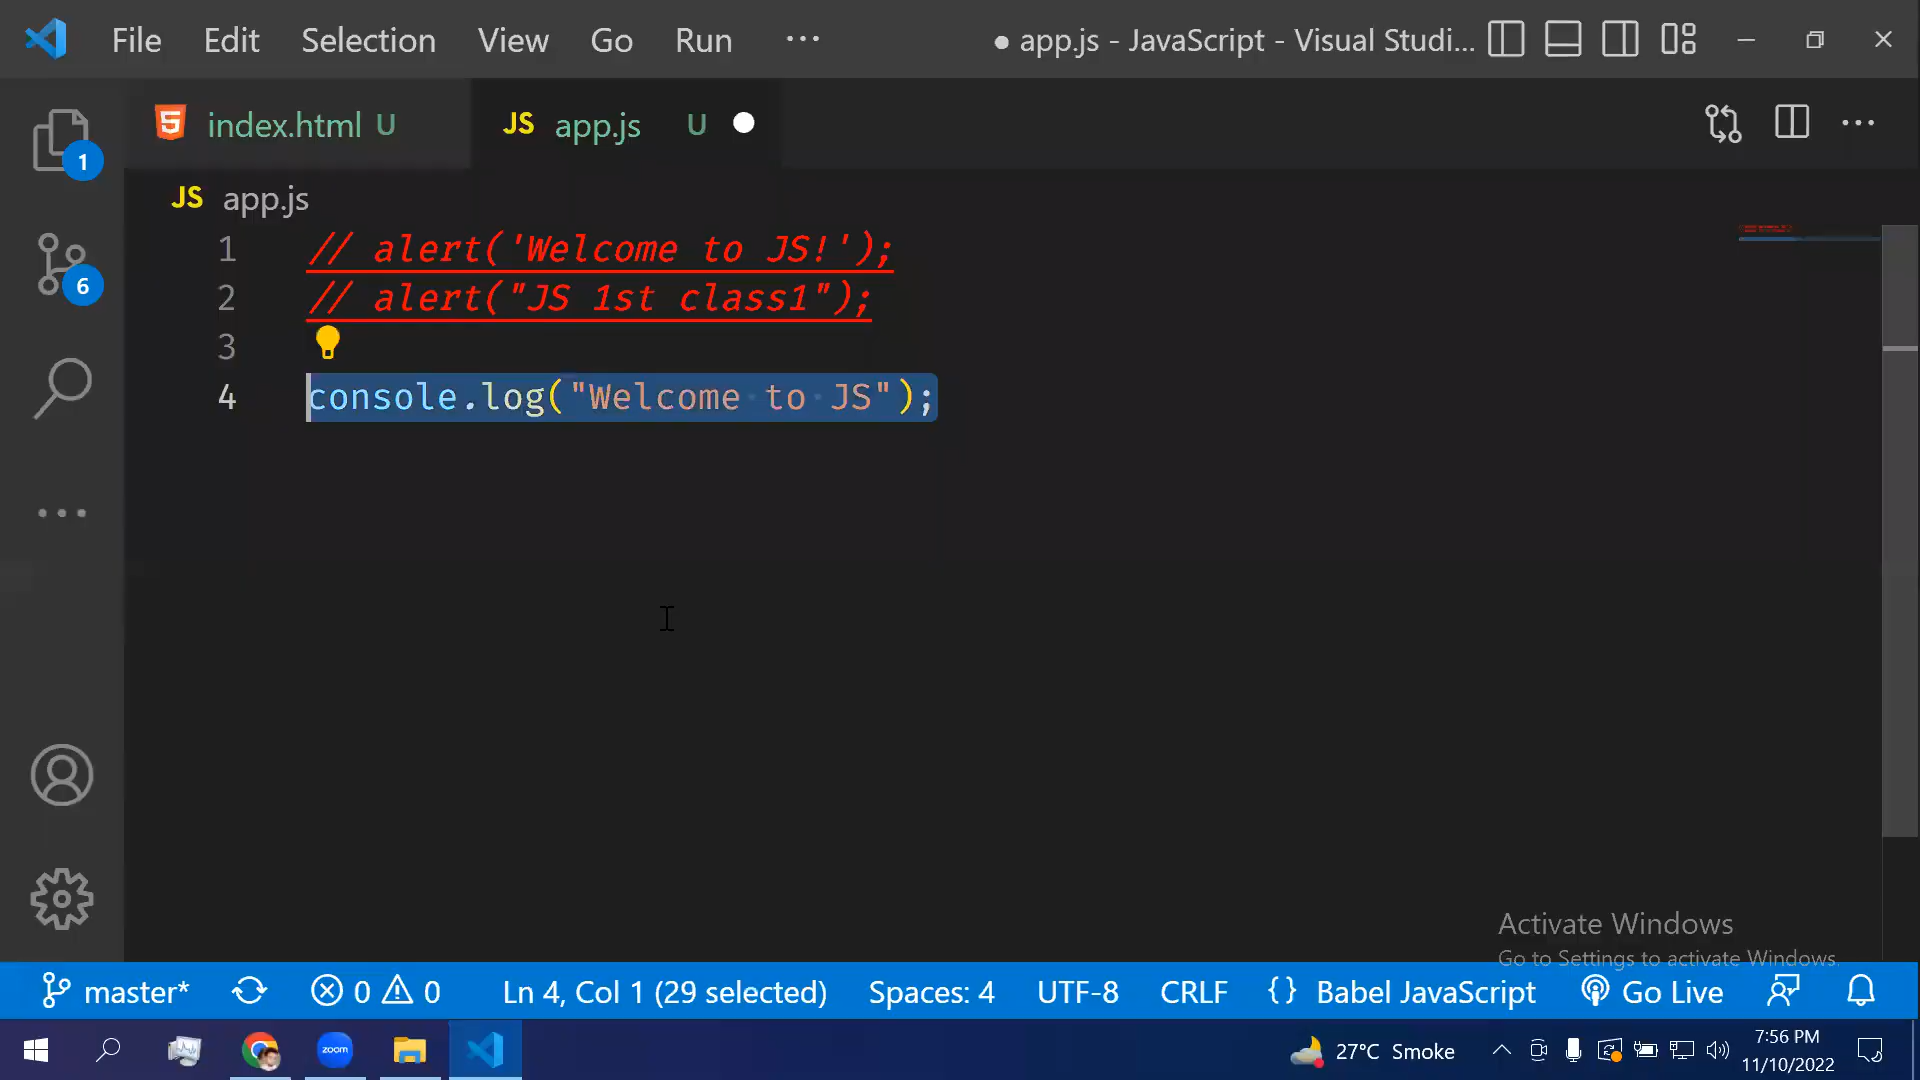 File Edit Selection View Go Run ··· ● app.js - JavaScript - Visual Studi...
index.html U JS app.js U
1
JS app.js
1 // alert('Welcome to JS!');
2 // alert("JS 1st class1");
3
4 console.log("Welcome to JS");
6
Activate Windows
Go to Settings to activate Windows.
master* 0 0 Ln 4, Col 1 (29 selected) Spaces: 4 UTF-8 CRLF {} Babel JavaScript Go Live
zoom 27°C Smoke 7:56 PM
11/10/2022